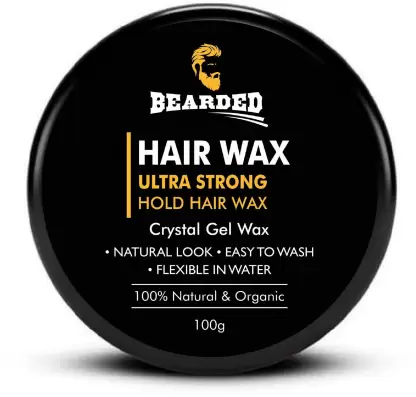 BEARDED
HAIR WAX
ULTRA STRONG
HOLD HAIR WAX
Crystal Gel Wax
• NATURAL LOOK • EASY TO WASH
• FLEXIBLE IN WATER
100% Natural & Organic
100g